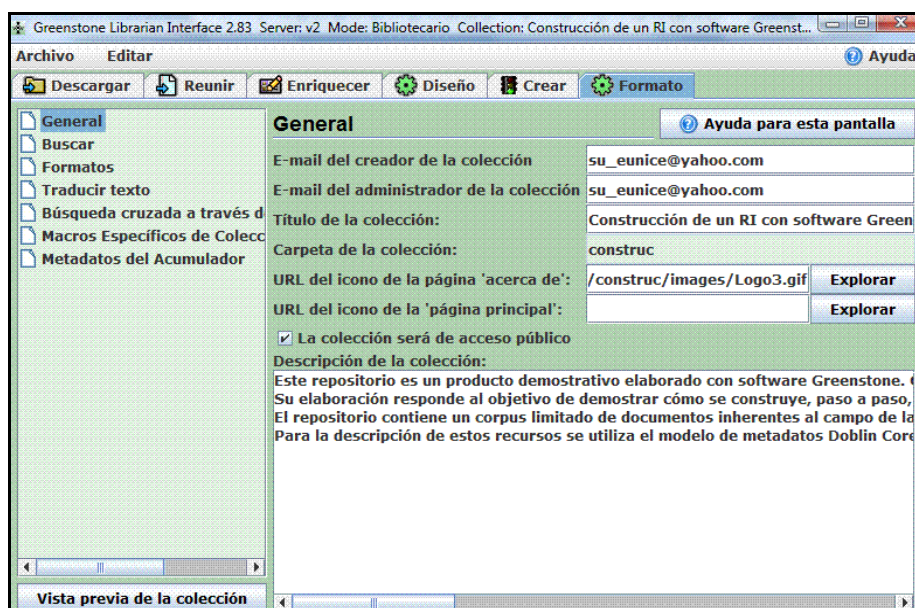 Greenstone Librarian Interface 2.83 Server: v2 Mode: Bibliotecario Collection: Construcción de un RI con software Greenst...
Archivo Editar Ayuda
Descargar Reunir Enriquecer Diseño Crear Formato
General
Buscar
Formatos
Traducir texto
Búsqueda cruzada a través d
Macros Específicos de Colecc
Metadatos del Acumulador
Vista previa de la colección
General
Ayuda para esta pantalla
E-mail del creador de la colección su_eunice@yahoo.com
E-mail del administrador de la colección su_eunice@yahoo.com
Título de la colección: Construcción de un RI con software Green
Carpeta de la colección: construc
URL del icono de la página 'acerca de': /construc/images/Logo3.gif Explorar
URL del icono de la 'página principal': Explorar
La colección será de acceso público
Descripción de la colección:
Este repositorio es un producto demostrativo elaborado con software Greenstone.
Su elaboración responde al objetivo de demostrar cómo se construye, paso a paso,
El repositorio contiene un corpus limitado de documentos inherentes al campo de la
Para la descripción de estos recursos se utiliza el modelo de metadatos Doblin Core